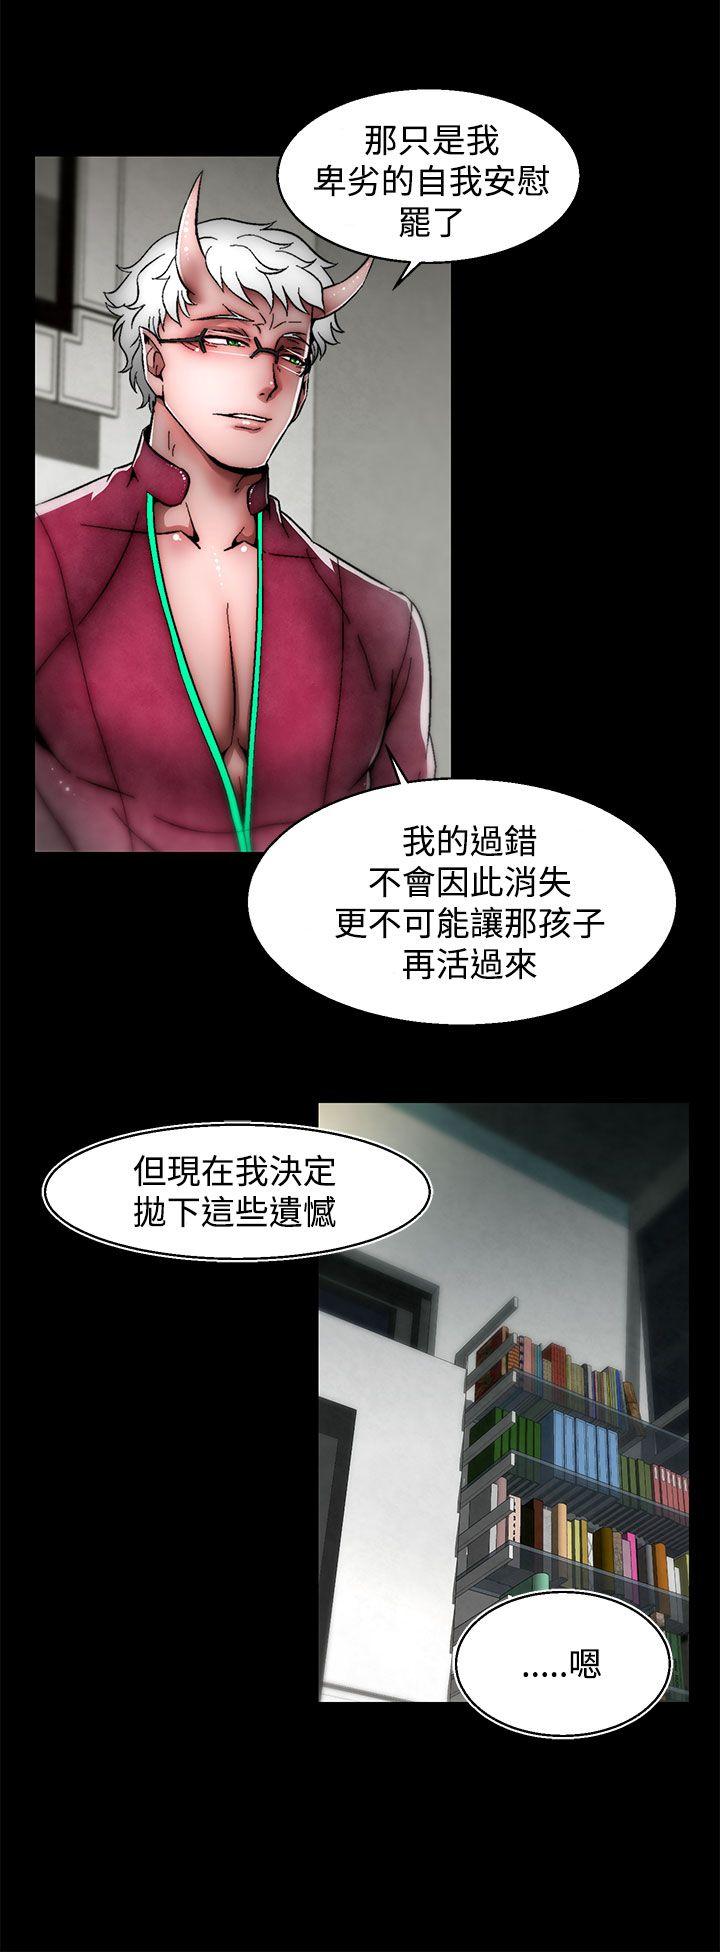 那只是我
卑劣的自我安慰
罷了
我的過錯
不會因此消失
更不可能讓那孩子
再活過來
但現在我決定
拋下這些遺憾
.....嗯